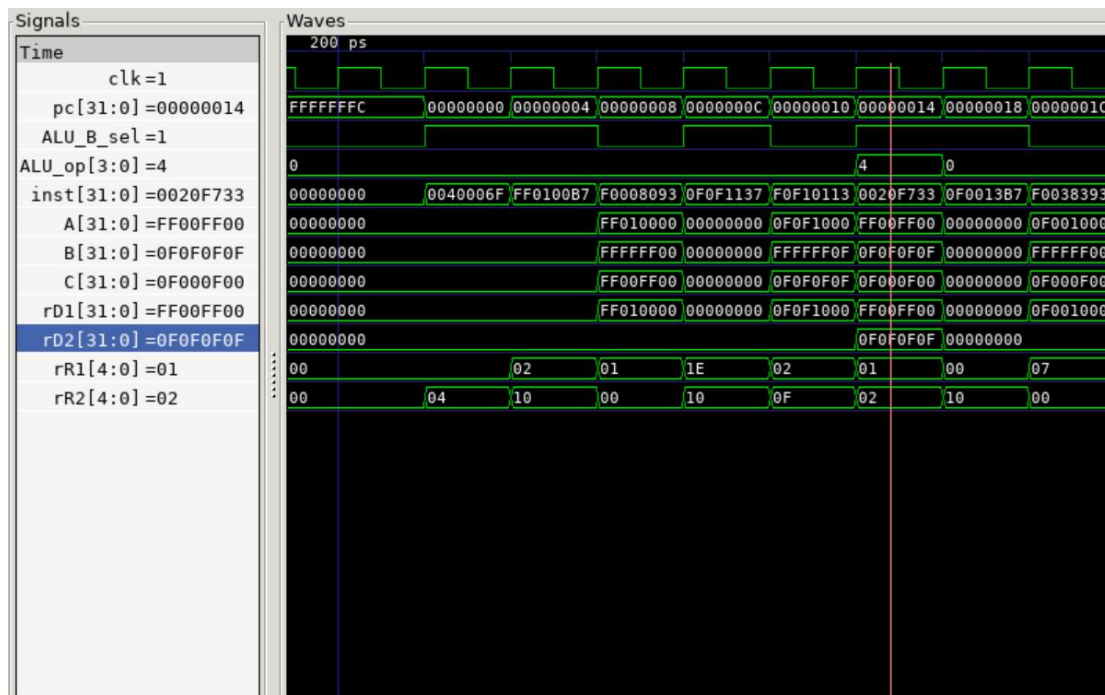 Signals
Waves
Time
200 ps
clk=1
pc[31:0]=00000014 FFFFFFFC 00000000 00000004 00000008 0000000C 00000010 00000014 00000018 0000001C
ALU_B_sel=1
ALU_op[3:0]=4 0 4 0
inst[31:0]=0020F733 00000000 0040006F FF0100B7 F0008093 0F0F1137 F0F10113 0020F733 0F0013B7 F0038393
A[31:0]=FF00FF00 00000000 FF010000 00000000 0F0F1000 FF00FF00 00000000 0F001000
B[31:0]=0F0F0F0F 00000000 FFFFFF00 00000000 FFFFFF0F 0F0F0F0F 00000000 FFFFFF00
C[31:0]=0F000F00 00000000 FF00FF00 00000000 0F0F0F0F 0F000F00 00000000 0F000F00
rD1[31:0]=FF00FF00 00000000 FF010000 00000000 0F0F1000 FF00FF00 00000000 0F001000
rD2[31:0]=0F0F0F0F 00000000 0F0F0F0F 00000000
rR1[4:0]=01 00 02 01 1E 02 01 00 07
rR2[4:0]=02 00 04 10 00 10 0F 02 10 00